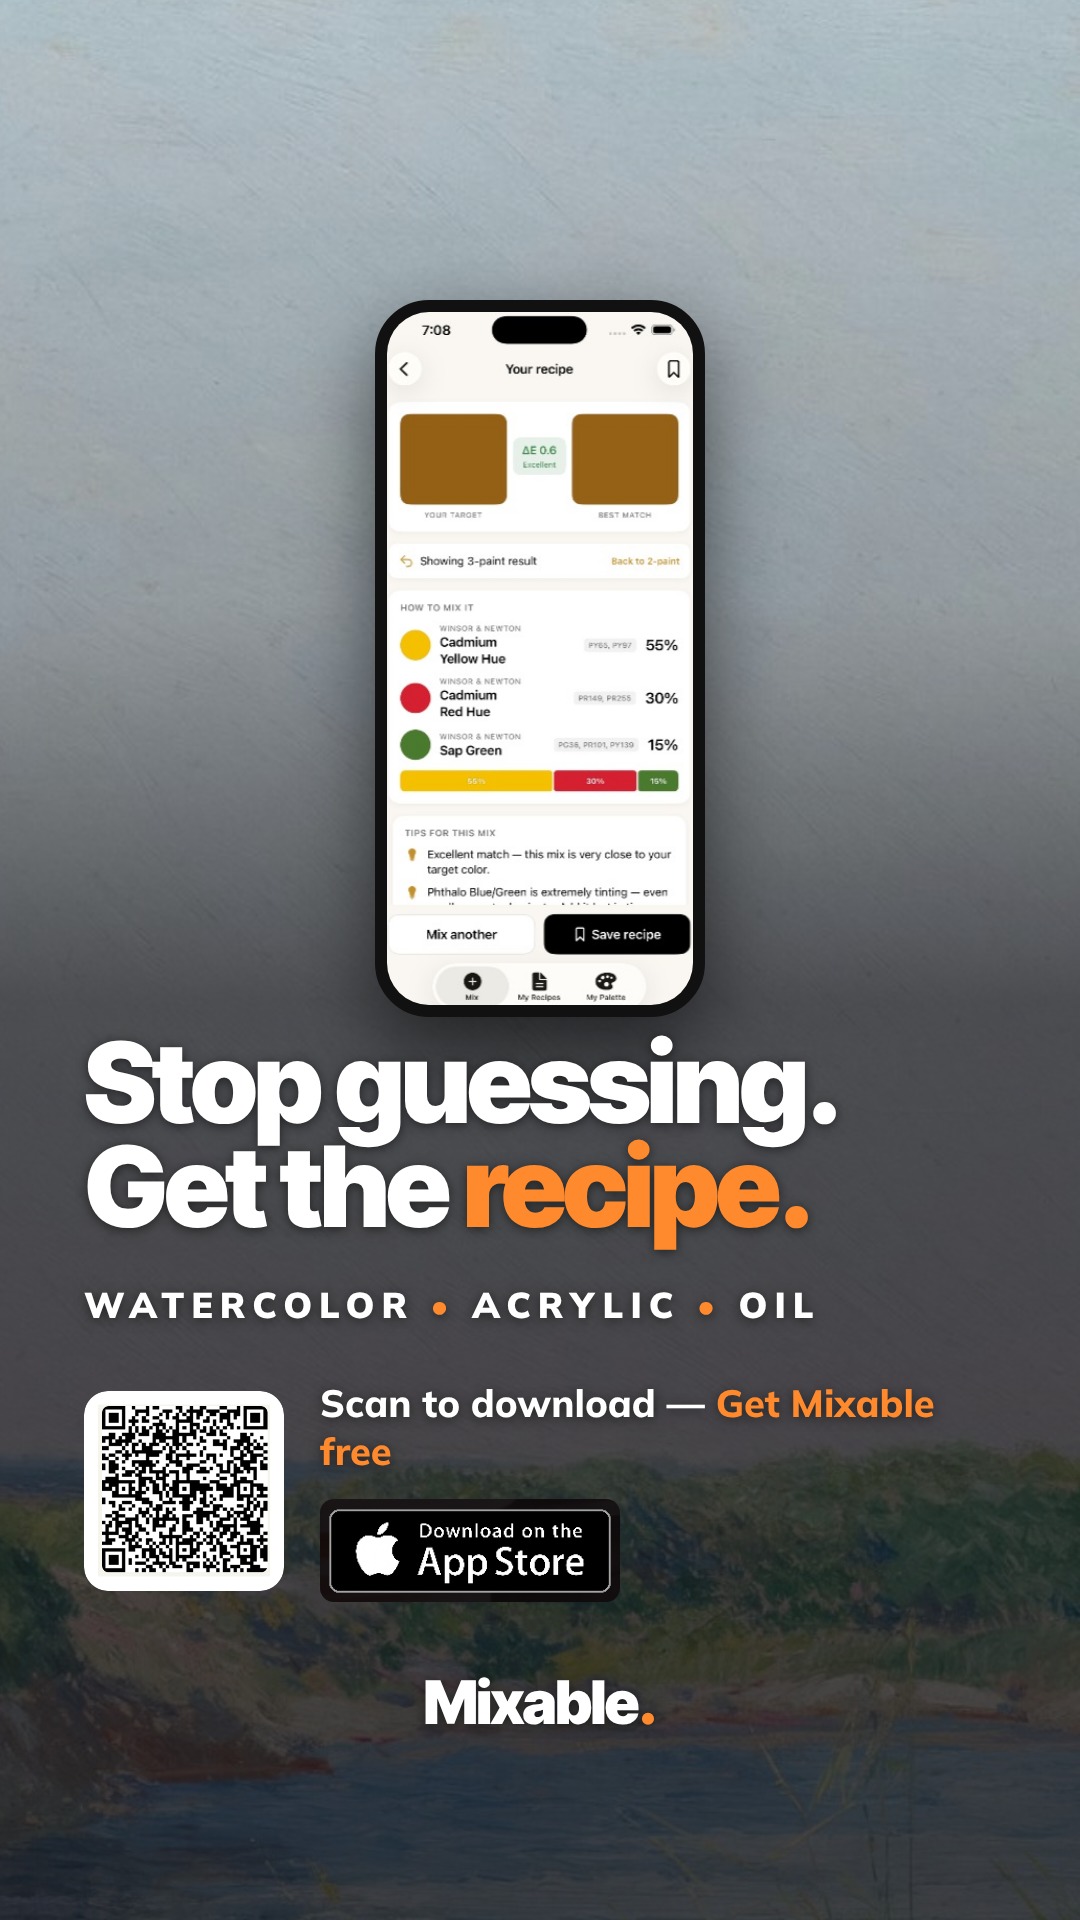 7:08
Your recipe
ΔE 0.6
Excellent
YOUR TARGET
BEST MATCH
Showing 3-paint result
Back to 2-paint
HOW TO MIX IT
WINSOR & NEWTON
Cadmium
Yellow Hue
PY65, PY97
55%
WINSOR & NEWTON
Cadmium
Red Hue
PR149, PR255
30%
WINSOR & NEWTON
Sap Green
PG36, PR101, PY139
15%
55%
30%
15%
TIPS FOR THIS MIX
Excellent match — this mix is very close to your
target color.
Phthalo Blue/Green is extremely tinting — even
Mix another
Save recipe
Mix
My Recipes
My Palette
Stop guessing.
Get the recipe.
WATERCOLOR • ACRYLIC • OIL
Scan to download — Get Mixable
free
Download on the
App Store
Mixable.